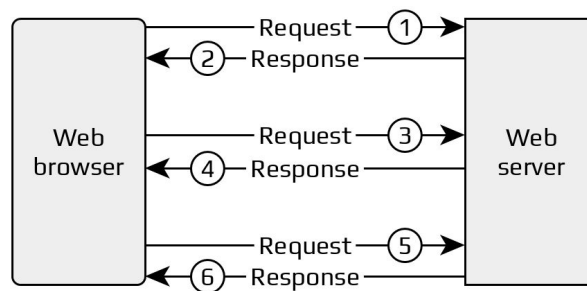 Request 1
2 Response
Web
browser
Request 3
4 Response
Web
server
Request 5
6 Response